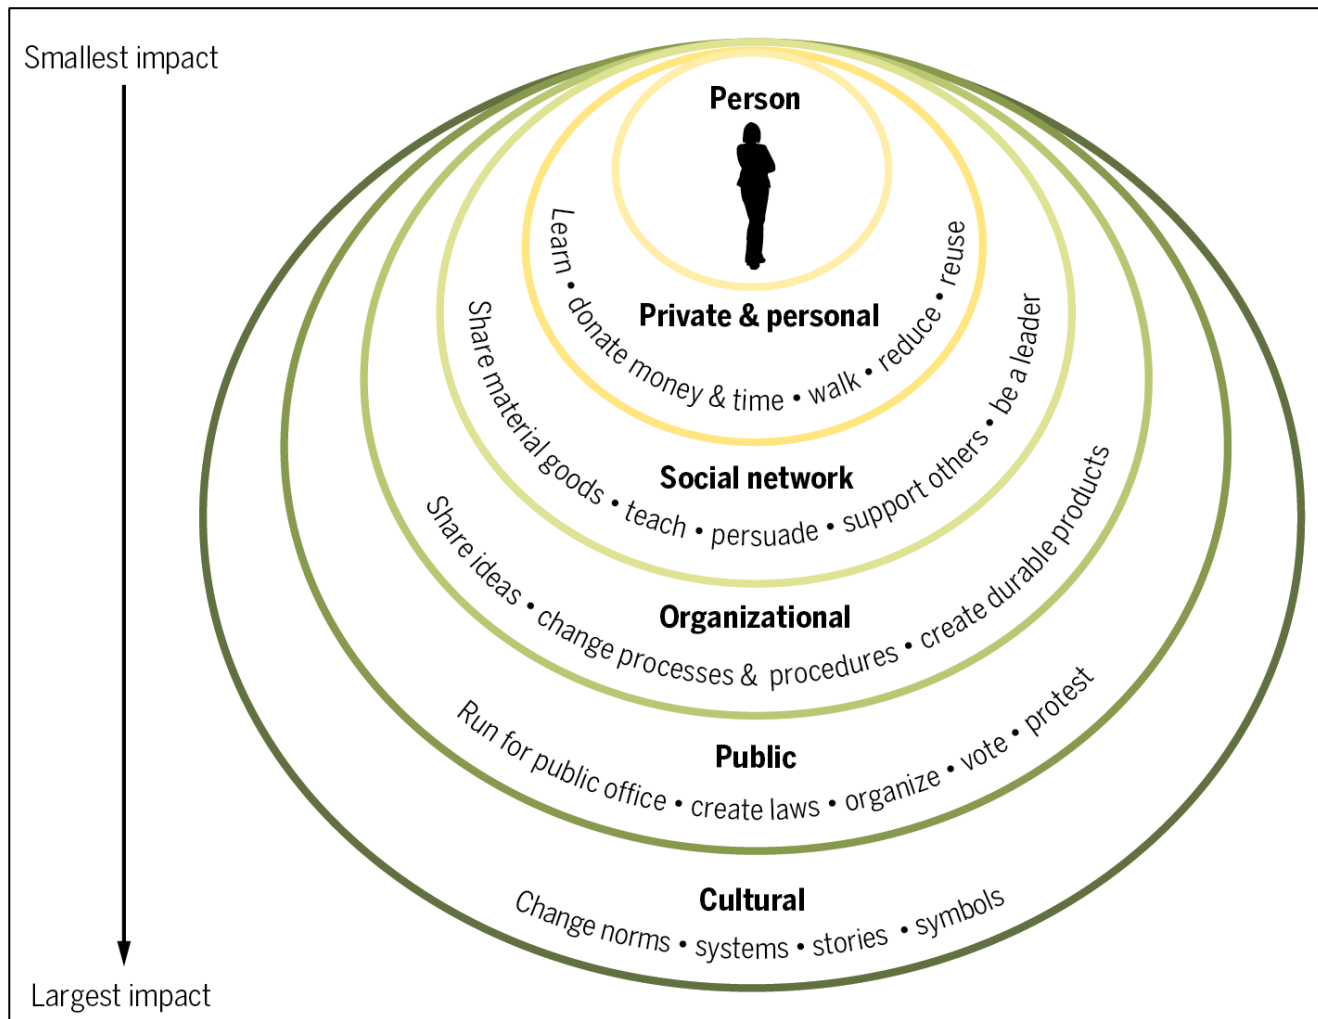 Smallest impact
Person
Private & personal
Learn • donate money & time • walk • reduce • reuse
Social network
Share material goods • teach • persuade • support others • be a leader
Organizational
Share ideas • change processes & procedures • create durable products
Public
Run for public office • create laws • organize • vote • protest
Cultural
Change norms • systems • stories • symbols
Largest impact